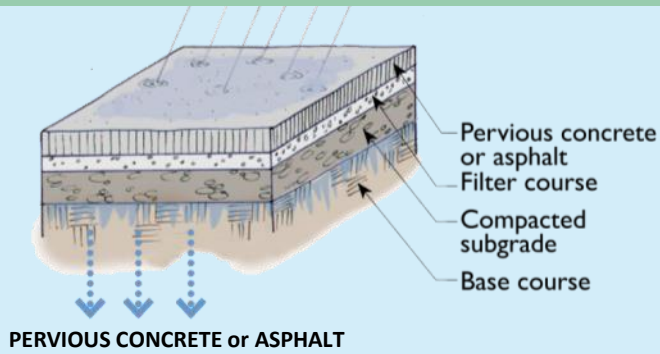 Pervious concrete
or asphalt
Filter course
Compacted
subgrade
Base course
PERVIOUS CONCRETE or ASPHALT